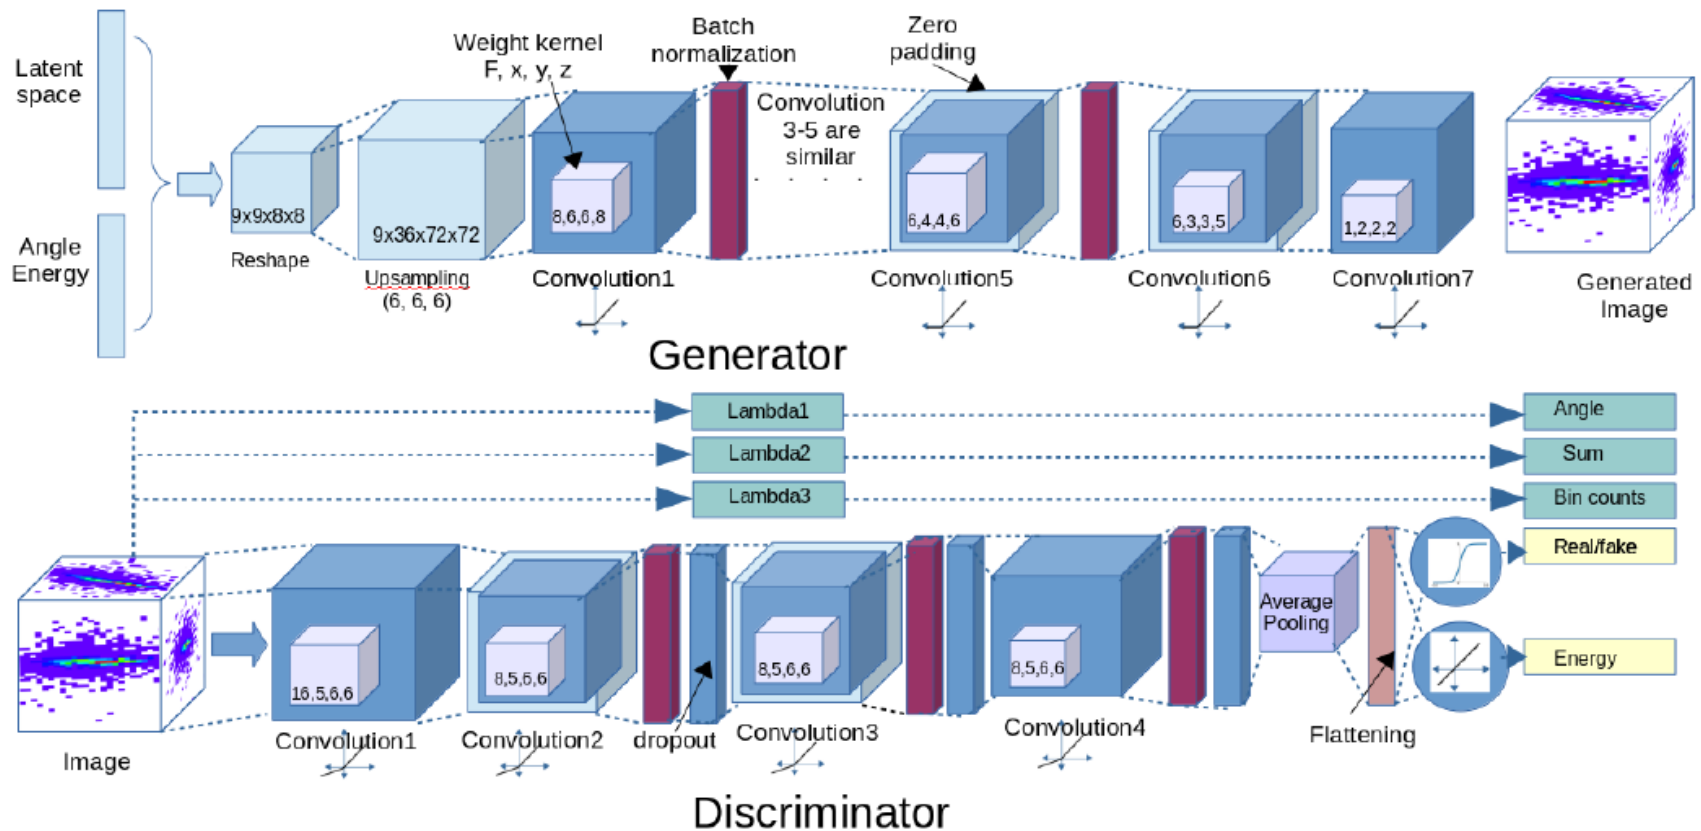 Latent
space
Angle
Energy
9x9x8x8
Reshape
9x36x72x72
Upsampling
(6, 6, 6)
Weight kernel
F, x, y, z
8,6,6,8
Convolution1
Batch
normalization
Convolution
3-5 are
similar
. . . .
Zero
padding
6,4,4,6
Convolution5
6,3,3,5
Convolution6
1,2,2,2
Convolution7
Generated
Image
Generator
Lambda1
Angle
Lambda2
Sum
Lambda3
Bin counts
Image
16,5,6,6
Convolution1
8,5,6,6
Convolution2
dropout
8,5,6,6
Convolution3
8,5,6,6
Convolution4
Average
Pooling
Flattening
Real/fake
Energy
Discriminator